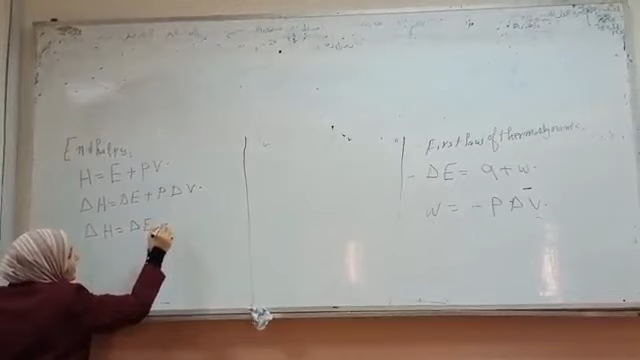 Enthalpy.
H = E + PV.
ΔH = ΔE + PΔV.
ΔH = ΔE
First law of thermodynamics.
ΔE = q + w.
w = - PΔV.